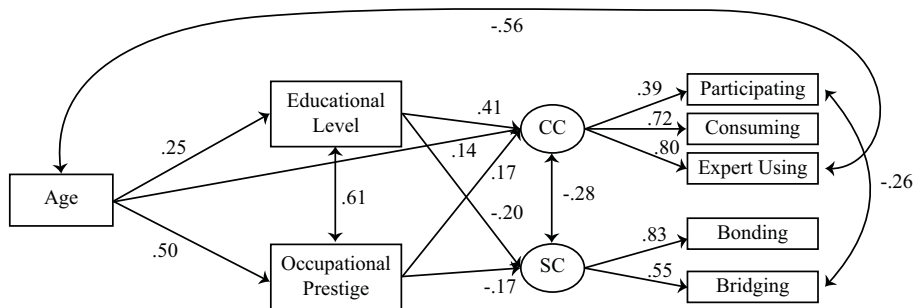 -.56
Educational
Level
.41
CC
.39
Participating
.72
Consuming
.80
Expert Using
.25
.14
.17
Age
.61
-.20
-.28
-.26
.50
Occupational
Prestige
-.17
SC
.83
Bonding
.55
Bridging